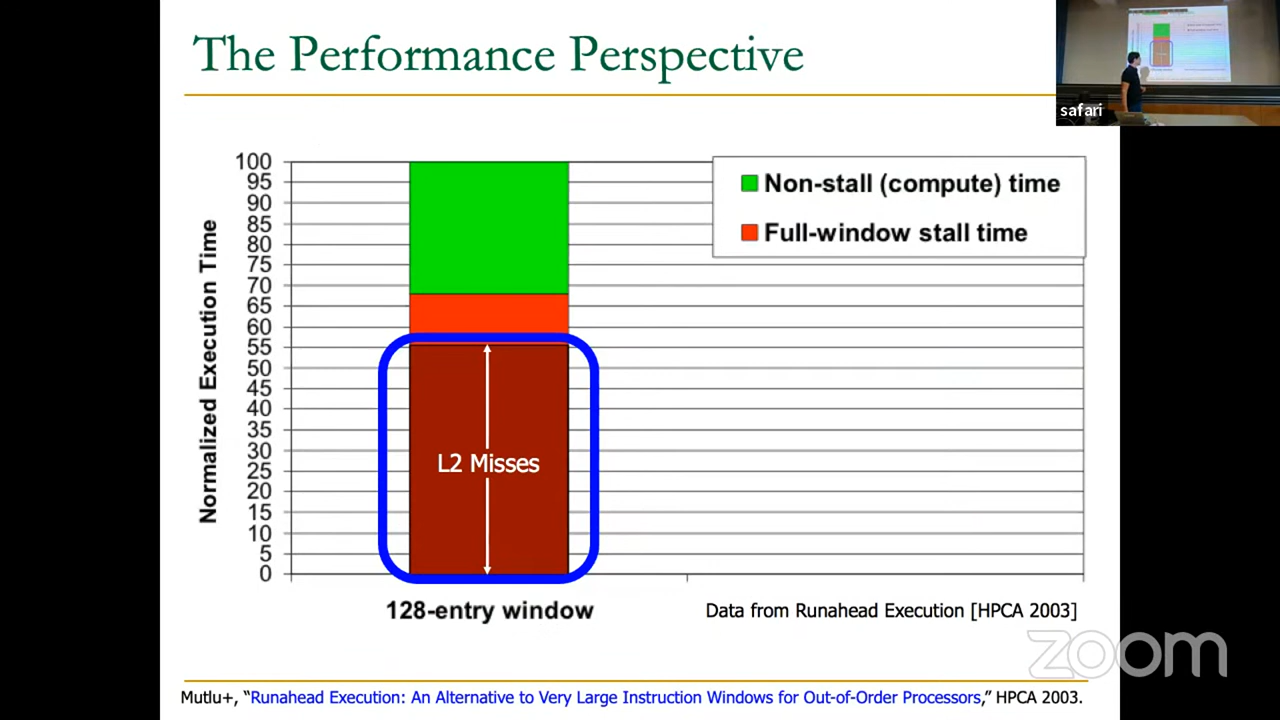 The Performance Perspective
safari
100
95
90
85
80
75
70
65
60
55
50
45
40
35
30
25
20
15
10
5
0
Normalized Execution Time
Non-stall (compute) time
Full-window stall time
L2 Misses
128-entry window
Data from Runahead Execution [HPCA 2003]
zoom
Mutlu+, “Runahead Execution: An Alternative to Very Large Instruction Windows for Out-of-Order Processors,” HPCA 2003.